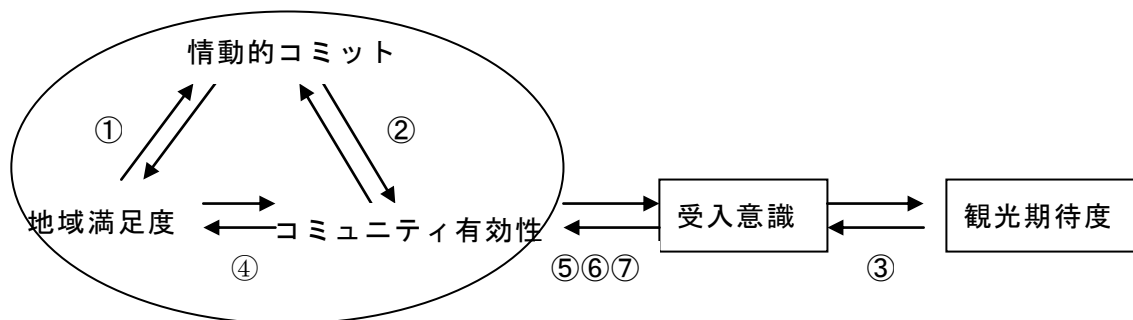 情動的コミット
①
②
地域満足度
コミュニティ有効性
受入意識
観光期待度
④
⑤⑥⑦
③